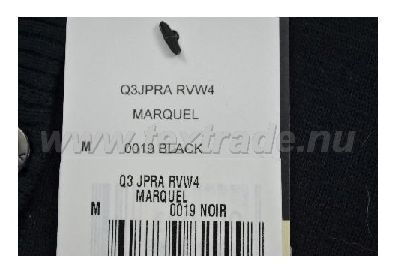 Q3JPRA RVW4
MARQUEL
www.textrade.nu
M 0019 BLACK
Q3 JPRA RVW4
MARQUEL
M 0019 NOIR